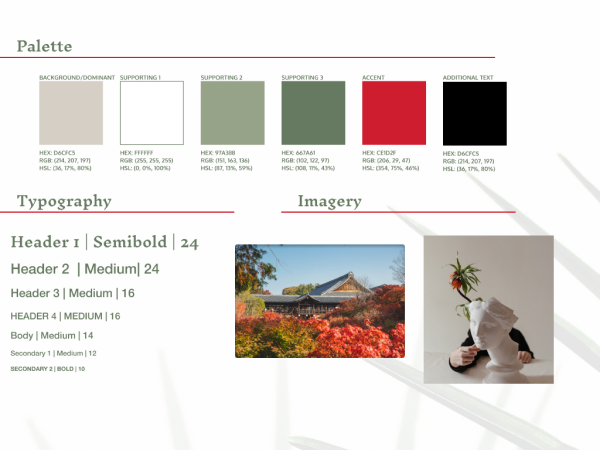 Palette
BACKGROUND/DOMINANT SUPPORTING 1 SUPPORTING 2 SUPPORTING 3 ACCENT ADDITIONAL TEXT
HEX: D6CFC5 HEX: FFFFFF HEX: 97A388 HEX: 667A61 HEX: CE1D2F HEX: D6CFC5
RGB: (214, 207, 197) RGB: (255, 255, 255) RGB: (151, 163, 136) RGB: (102, 122, 97) RGB: (206, 29, 47) RGB: (214, 207, 197)
HSL: (36, 17%, 80%) HSL: (0, 0%, 100%) HSL: (87, 13%, 59%) HSL: (108, 11%, 43%) HSL: (354, 75%, 46%) HSL: (36, 17%, 80%)
Typography Imagery
Header 1 | Semibold | 24
Header 2 | Medium| 24
Header 3 | Medium | 16
HEADER 4 | MEDIUM | 16
Body | Medium | 14
Secondary 1 | Medium | 12
SECONDARY 2 | BOLD | 10